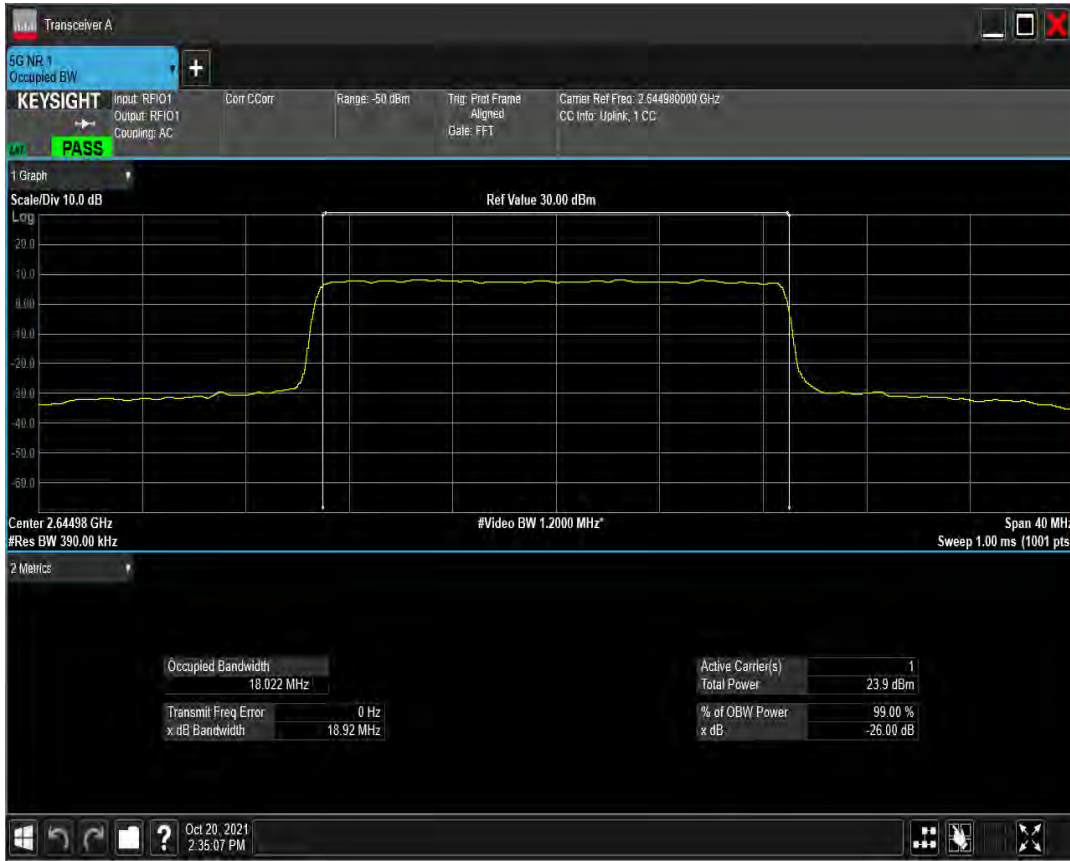 Transceiver A
5G NR 1
Occupied BW
+
KEYSIGHT
Input: RFIO1
Output: RFIO1
Coupling: AC
Corr CCorr
Range: -50 dBm
Trig: Prot Frame
Aligned
Gate: FFT
Carrier Ref Freq: 2.644980000 GHz
CC Info: Uplink, 1 CC
PASS
1 Graph
Scale/Div 10.0 dB
Ref Value 30.00 dBm
Log
20.0
10.0
0.00
-10.0
-20.0
-30.0
-40.0
-50.0
-60.0
Center 2.64498 GHz
#Video BW 1.2000 MHz*
Span 40 MHz
#Res BW 390.00 kHz
Sweep 1.00 ms (1001 pts
2 Metrics
Occupied Bandwidth
18.022 MHz
Transmit Freq Error 0 Hz
x dB Bandwidth 18.92 MHz
Active Carrier(s) 1
Total Power 23.9 dBm
% of OBW Power 99.00 %
x dB -26.00 dB
?
Oct 20, 2021
2:35:07 PM